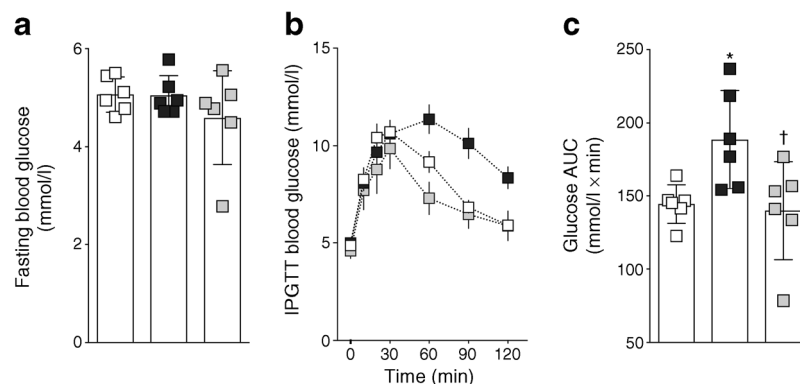 a
Fasting blood glucose
(mmol/l)
6
4
2
0
b
IPGTT blood glucose (mmol/l)
15
10
5
0
0 30 60 90 120
Time (min)
c
Glucose AUC
(mmol/l × min)
250
200
150
100
50
*
†